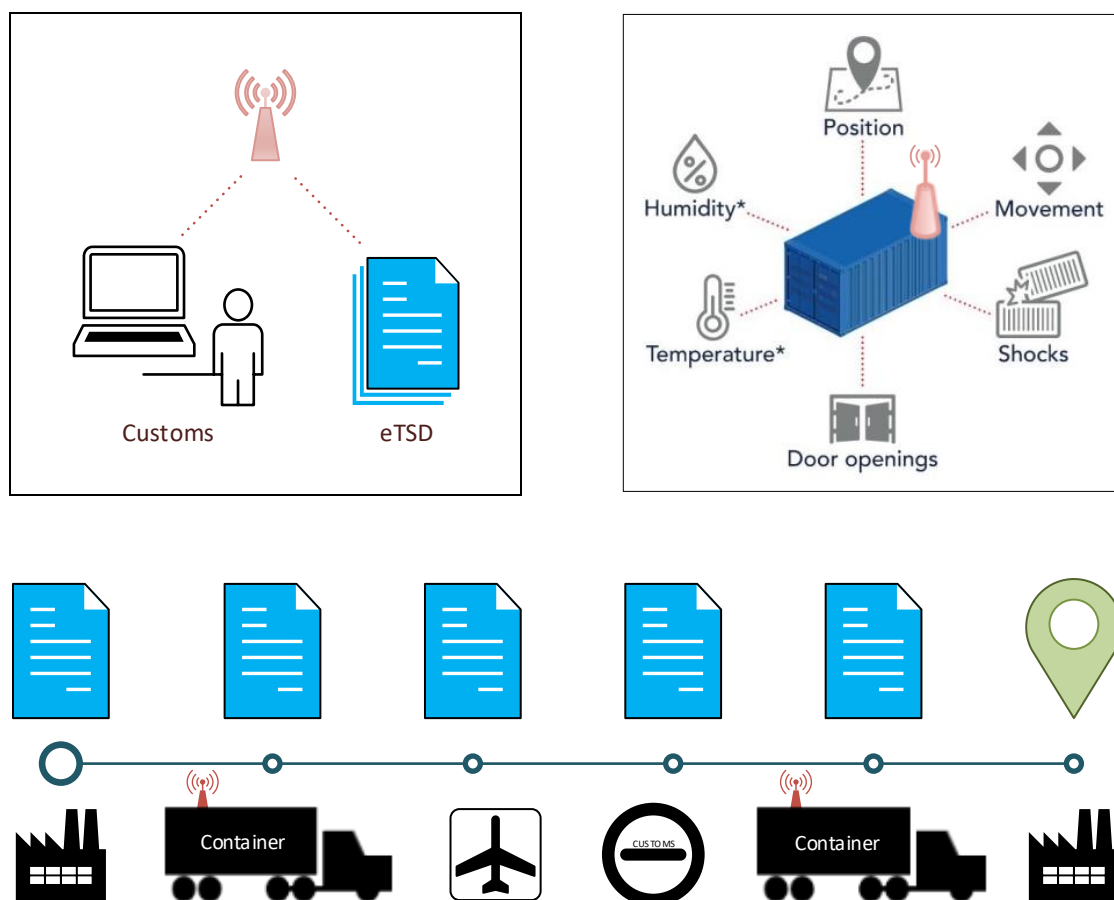 Customs
eTSD
Position
Humidity*
Movement
Temperature*
Shocks
Door openings
Container
CUSTOMS
Container